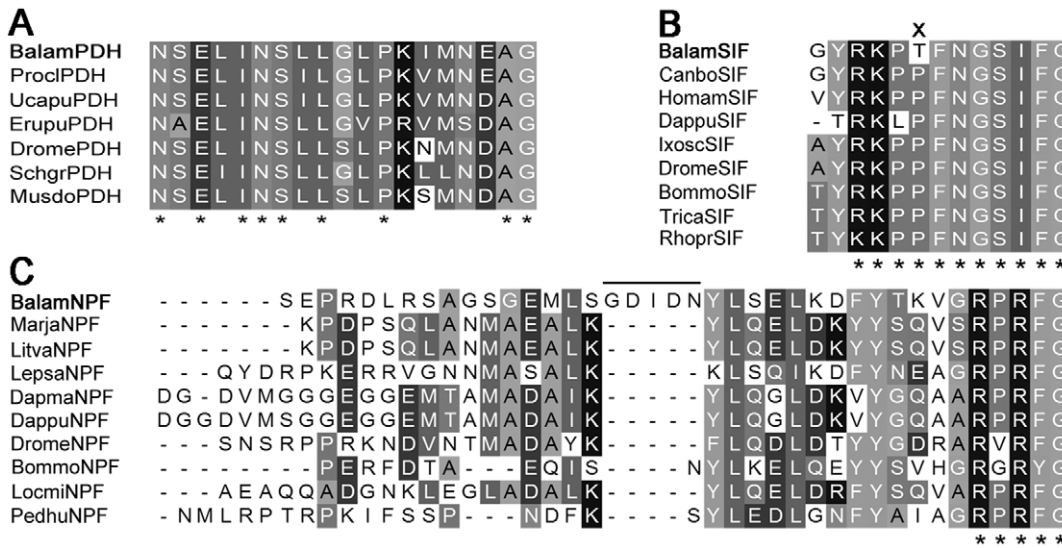 A
BalamPDH N S E L I N S L L G L P K I M N E A G
ProclPDH N S E L I N S I L G L P K V M N E A G
UcapuPDH N S E L I N S I L G L P K V M N D A G
ErupuPDH N A E L I N S L L G V P R V M S D A G
DromePDH N S E L I N S L L S L P K N M N D A G
SchgrPDH N S E I I N S L L G L P K L L N D A G
MusdoPDH N S E L I N S L L S L P K S M N D A G
* * * * * * * * *
B
X
BalamSIF G Y R K P T F N G S I F G
CanboSIF G Y R K P P F N G S I F G
HomamSIF V Y R K P P F N G S I F G
DappuSIF - T R K L P F N G S I F G
IxoscSIF A Y R K P P F N G S I F G
DromeSIF A Y R K P P F N G S I F G
BommoSIF T Y R K P P F N G S I F G
TricaSIF T Y R K P P F N G S I F G
RhoprSIF T Y K K P P F N G S I F G
* * * * * * * * * * *
C
BalamNPF - - - - - - S E P R D L R S A G S G E M L S G D I D N Y L S E L K D F Y T K V G R P R F G
MarjaNPF - - - - - - - K P D P S Q L A N M A E A L K - - - - - Y L Q E L D K Y Y S Q V S R P R F G
LitvaNPF - - - - - - - K P D P S Q L A N M A E A L K - - - - - Y L Q E L D K Y Y S Q V S R P R F G
LepsaNPF - - - Q Y D R P K E R R V G N N M A S A L K - - - - - K L S Q I K D F Y N E A G R P R F G
DapmaNPF D G - D V M G G G E G G E M T A M A D A I K - - - - - Y L Q G L D K V Y G Q A A R P R F G
DappuNPF D G G D V M S G G E G G E M T A M A D A I K - - - - - Y L Q G L D K V Y G Q A A R P R F G
DromeNPF - - - S N S R P P R K N D V N T M A D A Y K - - - - - F L Q D L D T Y Y G D R A R V R F G
BommoNPF - - - - - - - - P E R F D T A - - - E Q I S - - - - N Y L K E L Q E Y Y S V H G R G R Y G
LocmiNPF - - - A E A Q Q A D G N K L E G L A D A L K - - - - - Y L Q E L D R F Y S Q V A R P R F G
PedhuNPF - N M L R P T R P K I F S S P - - - N D F K - - - - S Y L E D L G N F Y A I A G R P R F G
* * * * *